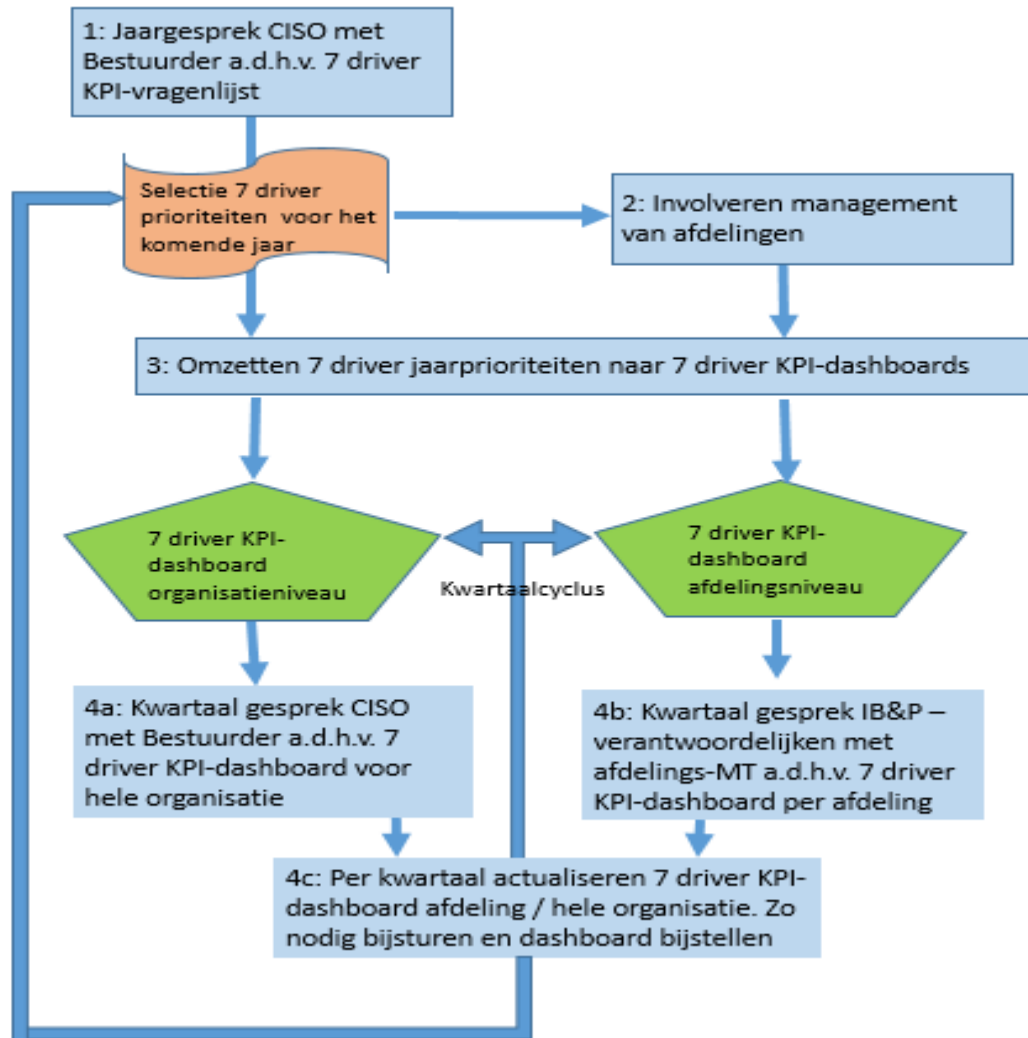 1: Jaargesprek CISO met
Bestuurder a.d.h.v. 7 driver
KPI-vragenlijst
Selectie 7 driver
prioriteiten voor het
komende jaar
2: Involveren management
van afdelingen
3: Omzetten 7 driver jaarprioriteiten naar 7 driver KPI-dashboards
7 driver KPI-
dashboard
organisatieniveau
7 driver KPI-
dashboard
afdelingsniveau
Kwartaalcyclus
4a: Kwartaal gesprek CISO
met Bestuurder a.d.h.v. 7
driver KPI-dashboard voor
hele organisatie
4b: Kwartaal gesprek IB&P –
verantwoordelijken met
afdelings-MT a.d.h.v. 7 driver
KPI-dashboard per afdeling
4c: Per kwartaal actualiseren 7 driver KPI-
dashboard afdeling / hele organisatie. Zo
nodig bijsturen en dashboard bijstellen